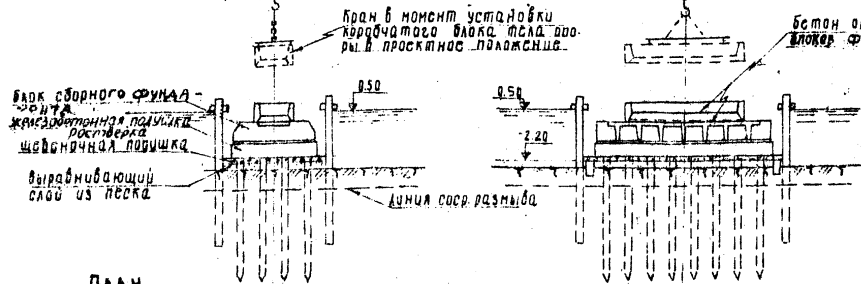 Кран в момент установки
коробчатого блока тела опо-
ры в проектное положение
бетон
блоков
блок сборного фунда-
мента
железобетонная подушка
ростверка
щебеночная подушка
выравнивающий
слой из песка
0.50
0.50
-2.20
Линия соср. размыва
План